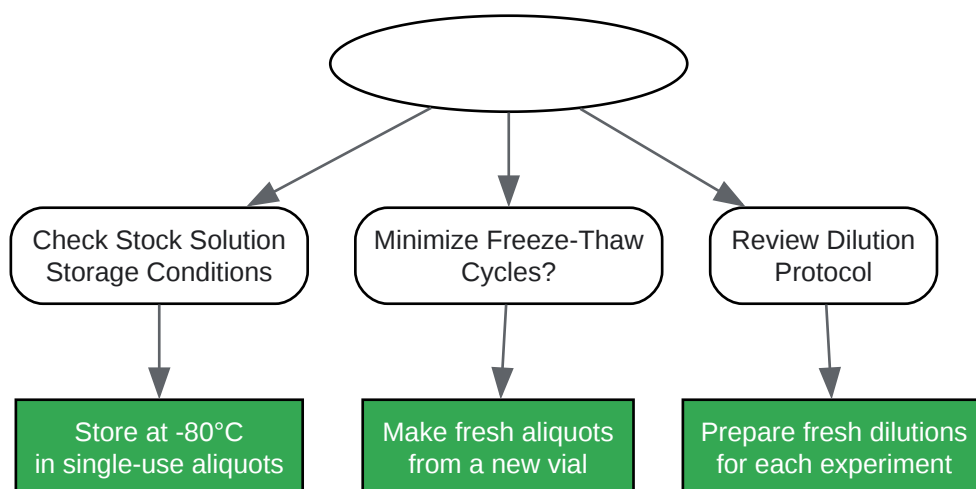 Check Stock Solution
Storage Conditions
Minimize Freeze-Thaw
Cycles?
Review Dilution
Protocol
Store at -80°C
in single-use aliquots
Make fresh aliquots
from a new vial
Prepare fresh dilutions
for each experiment